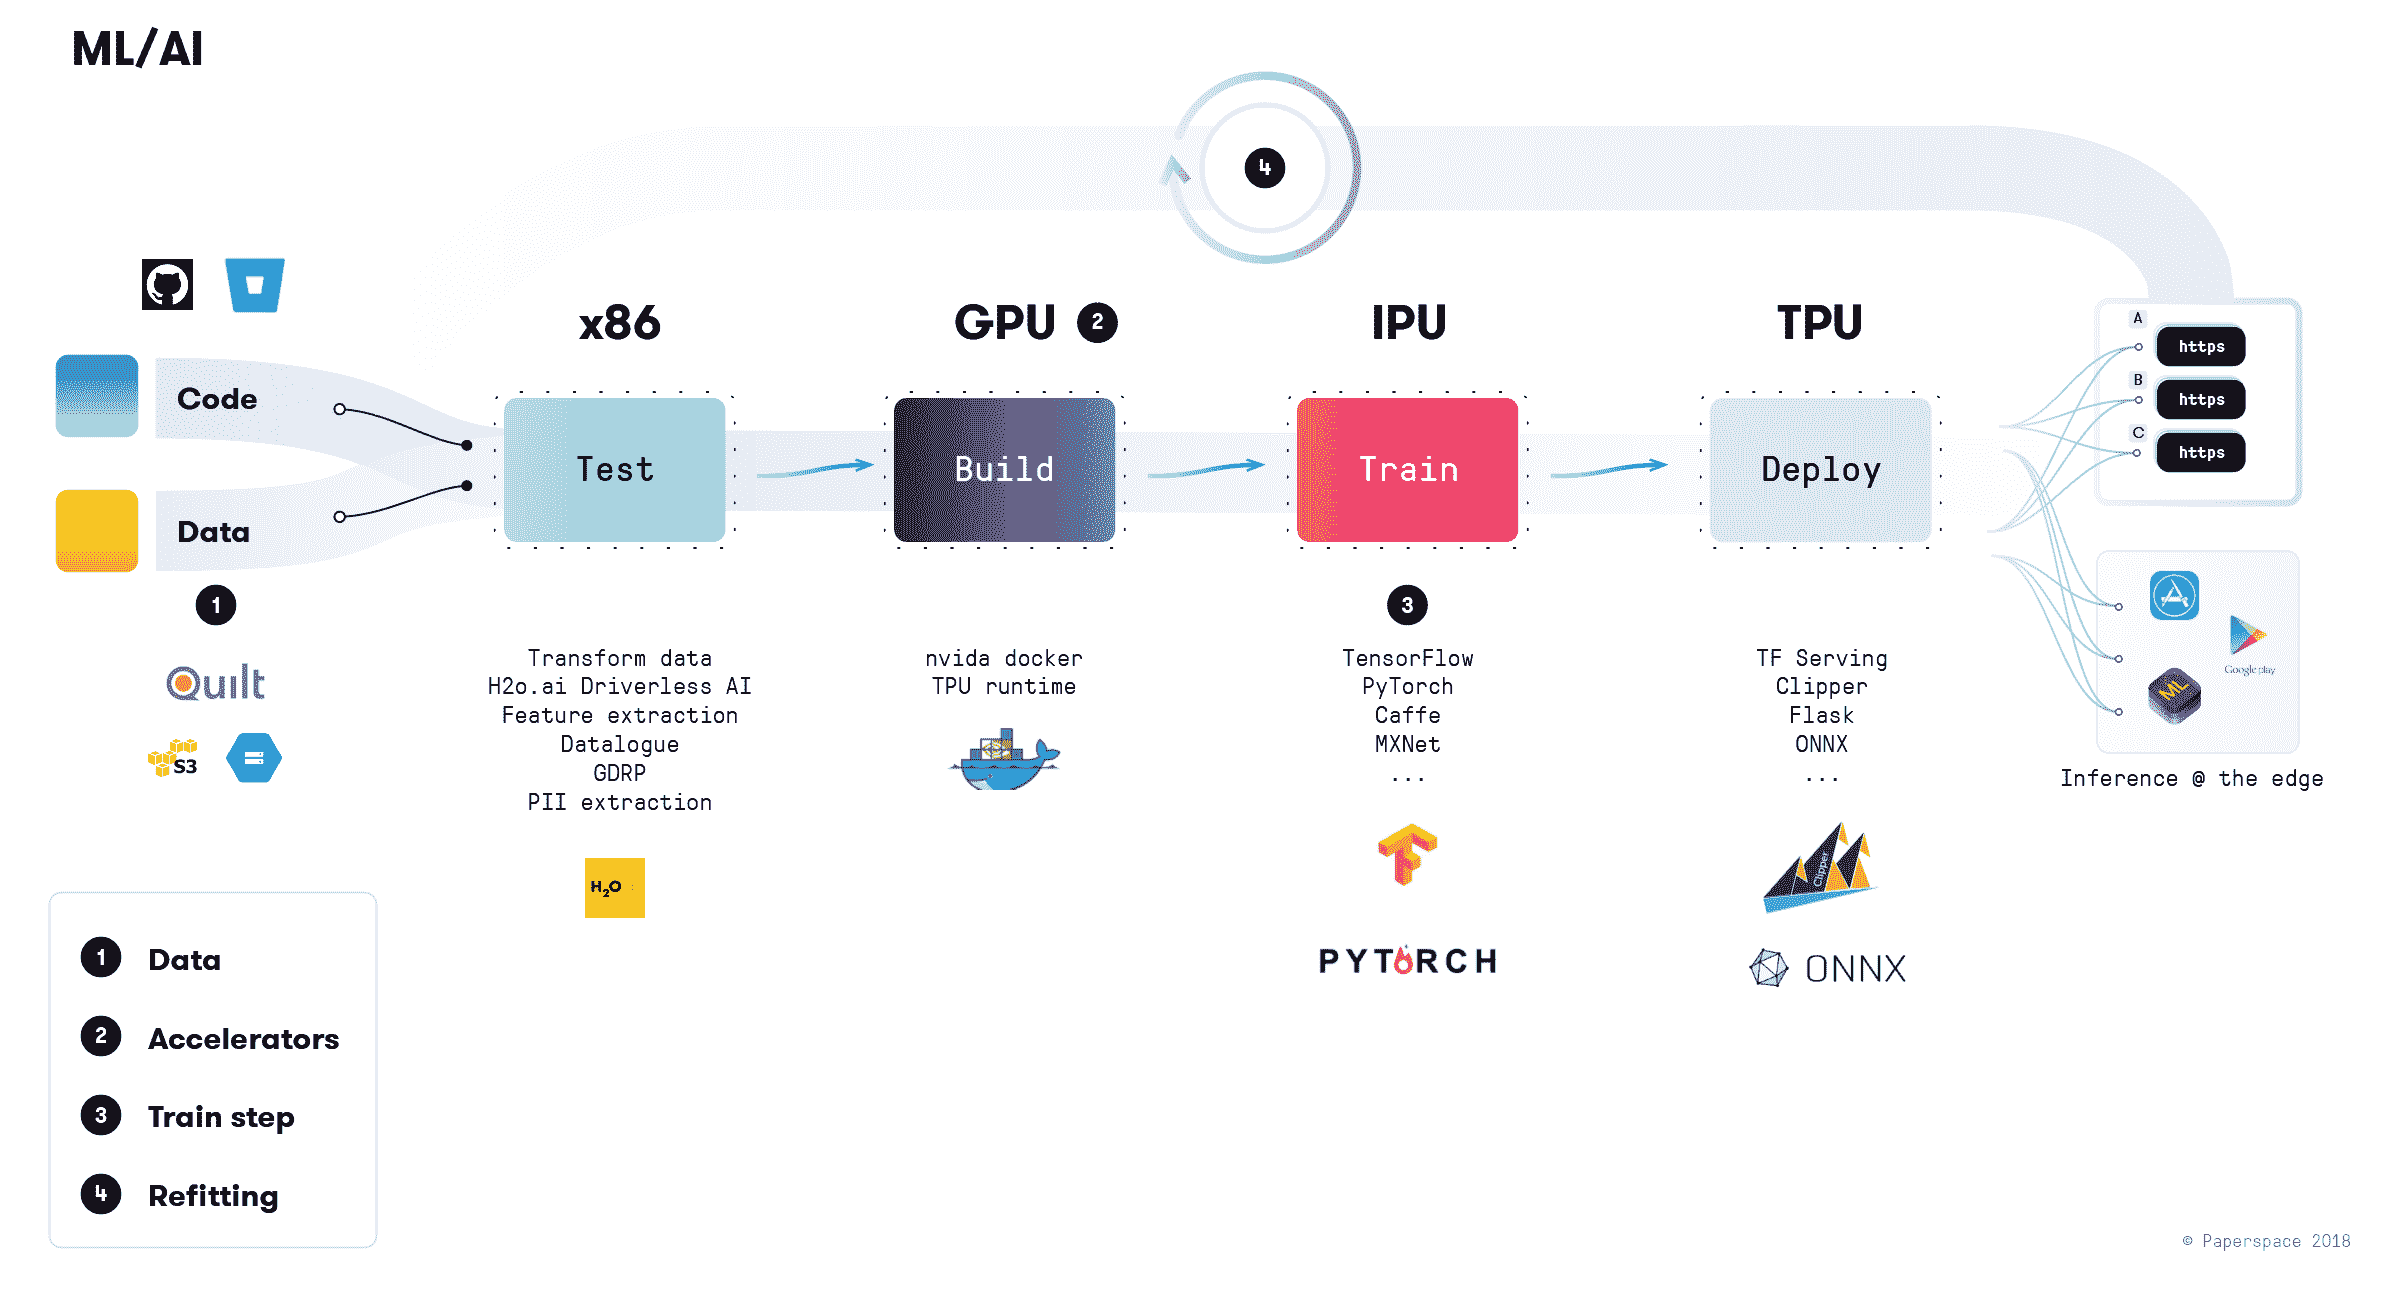 ML/AI
4
x86
GPU 2
IPU
TPU
Code
Data
1
Quilt
S3
Test
Build
Train
Deploy
3
Transform data
H2o.ai Driverless AI
Feature extraction
Datalogue
GDRP
PII extraction
H2O
nvida docker
TPU runtime
TensorFlow
PyTorch
Caffe
MXNet
...
PYTORCH
TF Serving
Clipper
Flask
ONNX
...
Clipper
ONNX
A
https
B
https
C
https
Google play
ML
Inference @ the edge
1 Data
2 Accelerators
3 Train step
4 Refitting
© Paperspace 2018